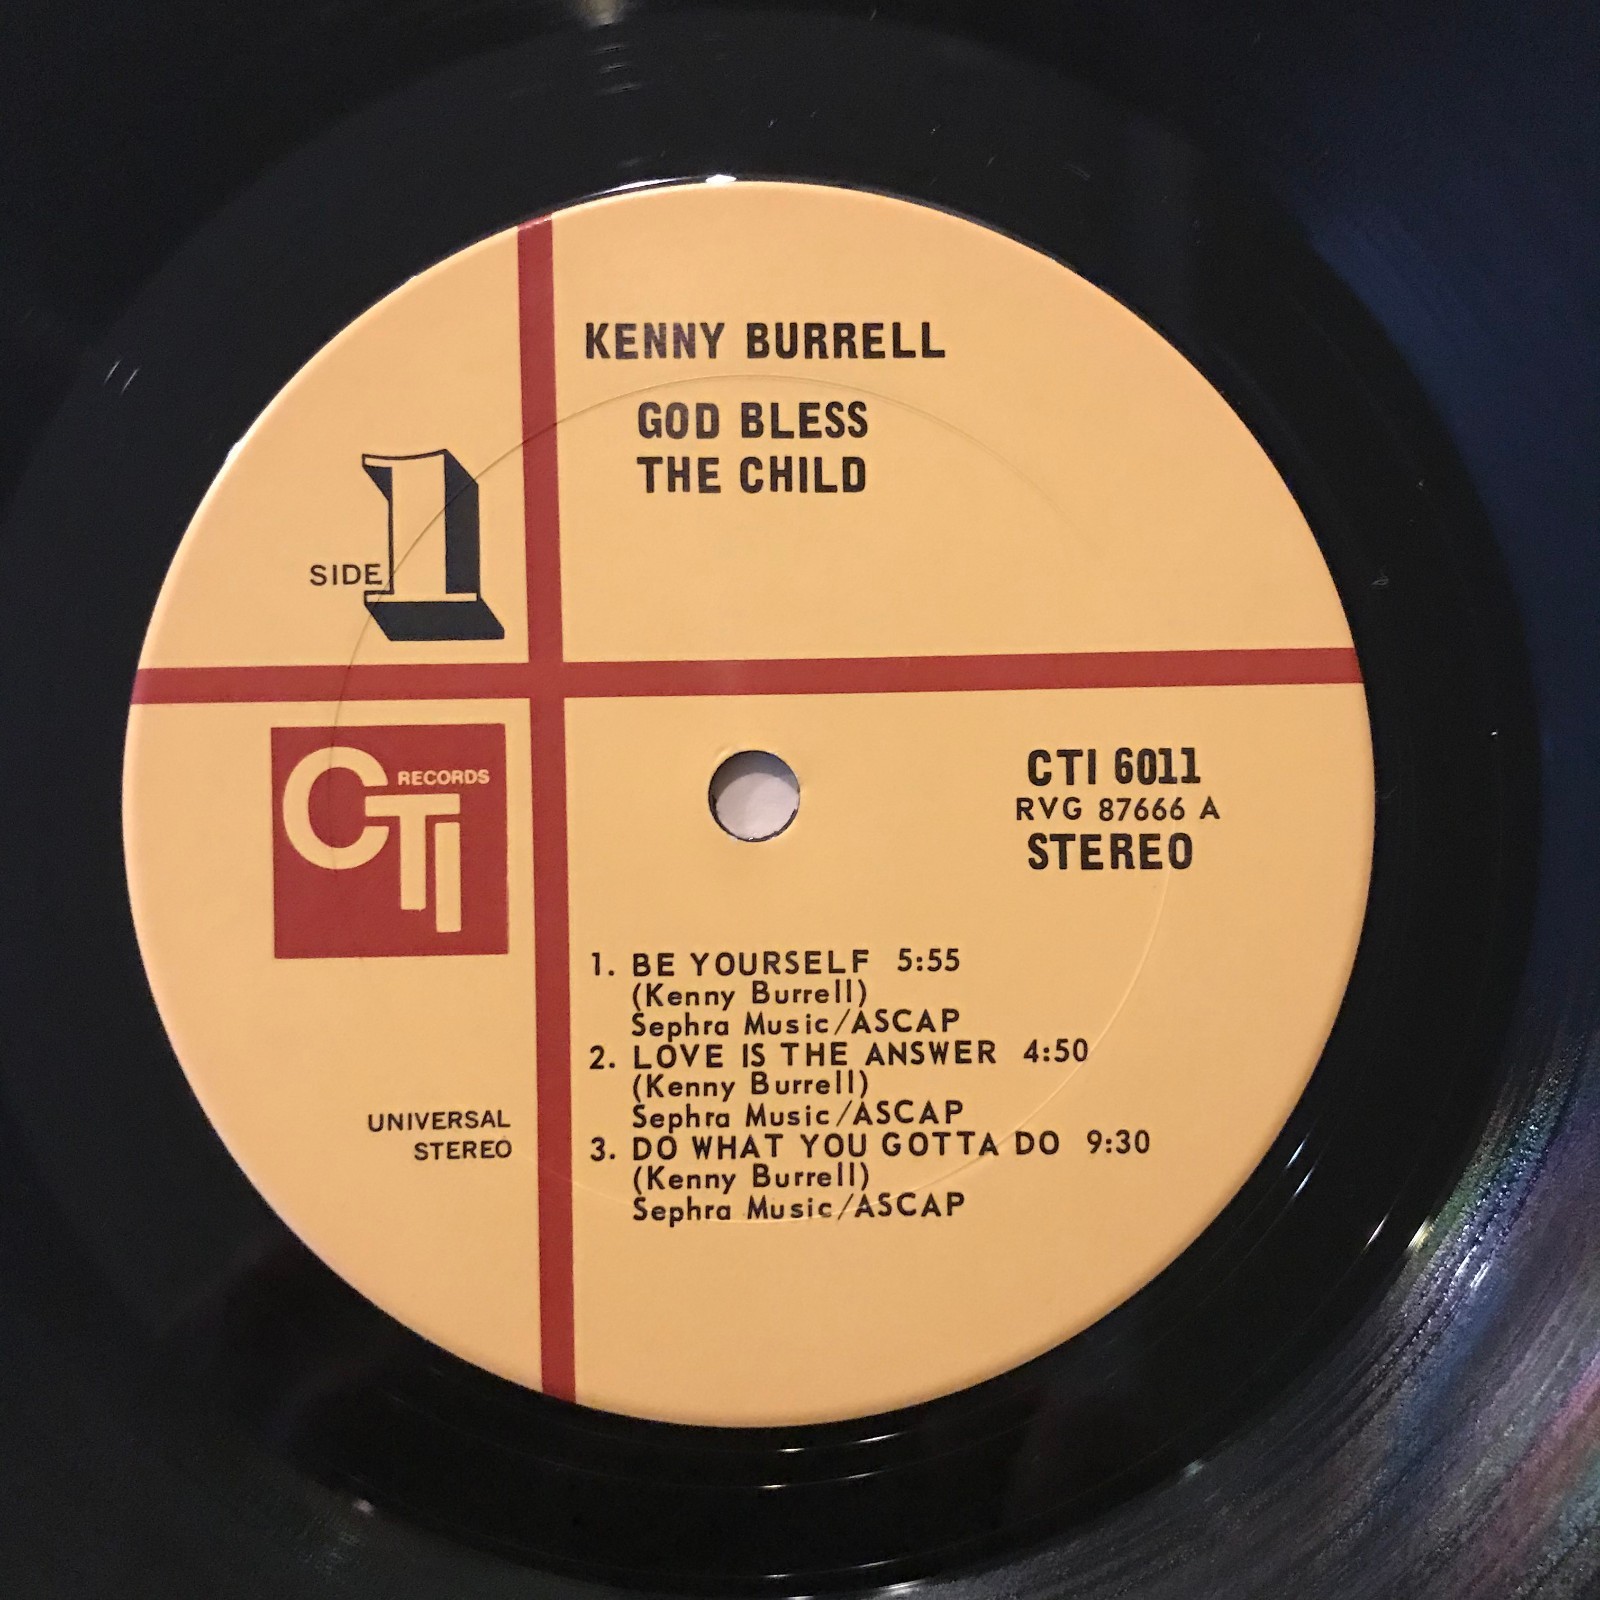 KENNY BURRELL
GOD BLESS
THE CHILD
SIDE 1
CTI RECORDS
CTI 6011
RVG 87666 A
STEREO
1. BE YOURSELF 5:55
(Kenny Burrell)
Sephra Music/ASCAP
2. LOVE IS THE ANSWER 4:50
(Kenny Burrell)
Sephra Music/ASCAP
3. DO WHAT YOU GOTTA DO 9:30
(Kenny Burrell)
Sephra Music/ASCAP
UNIVERSAL
STEREO